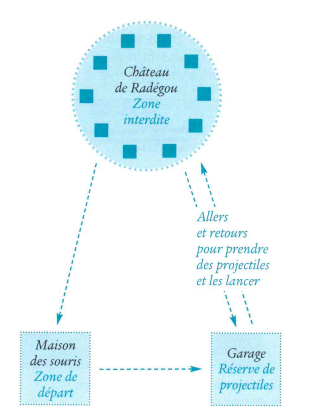 Château
de Radégou
Zone
interdite
Allers
et retours
pour prendre
des projectiles
et les lancer
Maison
des souris
Zone de
départ
Garage
Réserve de
projectiles